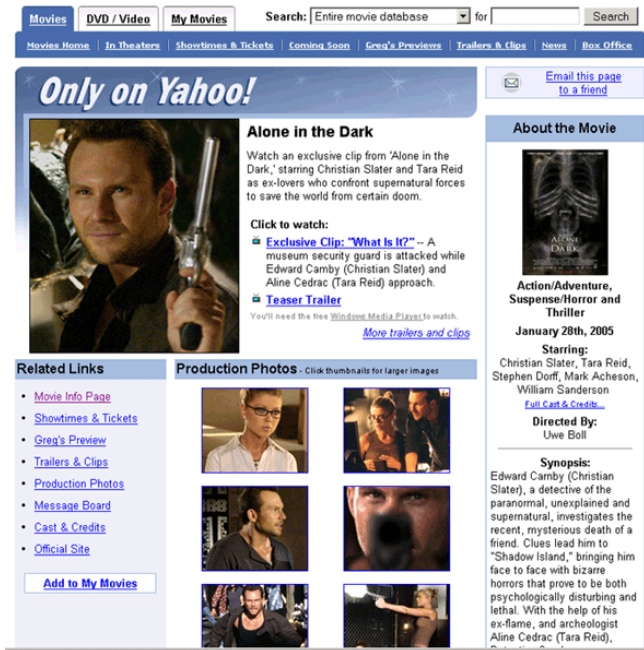 Movies DVD / Video My Movies Search: Entire movie database for Search
Movies Home | In Theaters | Showtimes & Tickets | Coming Soon | Greg's Previews | Trailers & Clips | News | Box Office
Only on Yahoo!
Alone in the Dark
Watch an exclusive clip from 'Alone in the
Dark,' starring Christian Slater and Tara Reid
as ex-lovers who confront supernatural forces
to save the world from certain doom.
Click to watch:
Exclusive Clip: "What Is It?" -- A
museum security guard is attacked while
Edward Camby (Christian Slater) and
Aline Cedrac (Tara Reid) approach.
Teaser Trailer
You'll need the free Windows Media Player to watch.
More trailers and clips
Email this page
to a friend
About the Movie
ALONE
IN THE
DARK
Action/Adventure,
Suspense/Horror and
Thriller
January 28th, 2005
Starring:
Christian Slater, Tara Reid,
Stephen Dorff, Mark Acheson,
William Sanderson
Full Cast & Credits...
Directed By:
Uwe Boll
Synopsis:
Edward Carnby (Christian
Slater), a detective of the
paranormal, unexplained and
supernatural, investigates the
recent, mysterious death of a
friend. Clues lead him to
"Shadow Island," bringing him
face to face with bizarre
horrors that prove to be both
psychologically disturbing and
lethal. With the help of his
ex-flame, and archeologist
Aline Cedrac (Tara Reid),
Related Links
• Movie Info Page
• Showtimes & Tickets
• Greg's Preview
• Trailers & Clips
• Production Photos
• Message Board
• Cast & Credits
• Official Site
Add to My Movies
Production Photos - Click thumbnails for larger images